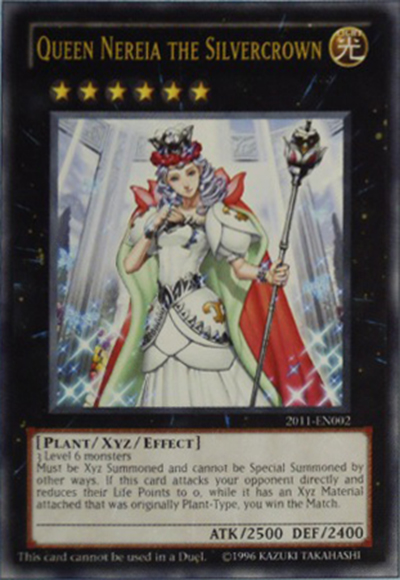 QUEEN NEREIA THE SILVERCROWN
光
2011-EN002
[PLANT/XYZ/EFFECT]
3 Level 6 monsters
Must be Xyz Summoned and cannot be Special Summoned by
other ways. If this card attacks your opponent directly and
reduces their Life Points to 0, while it has an Xyz Material
attached that was originally Plant-Type, you win the Match.
ATK/2500 DEF/2400
This card cannot be used in a Duel. ©1996 KAZUKI TAKAHASHI